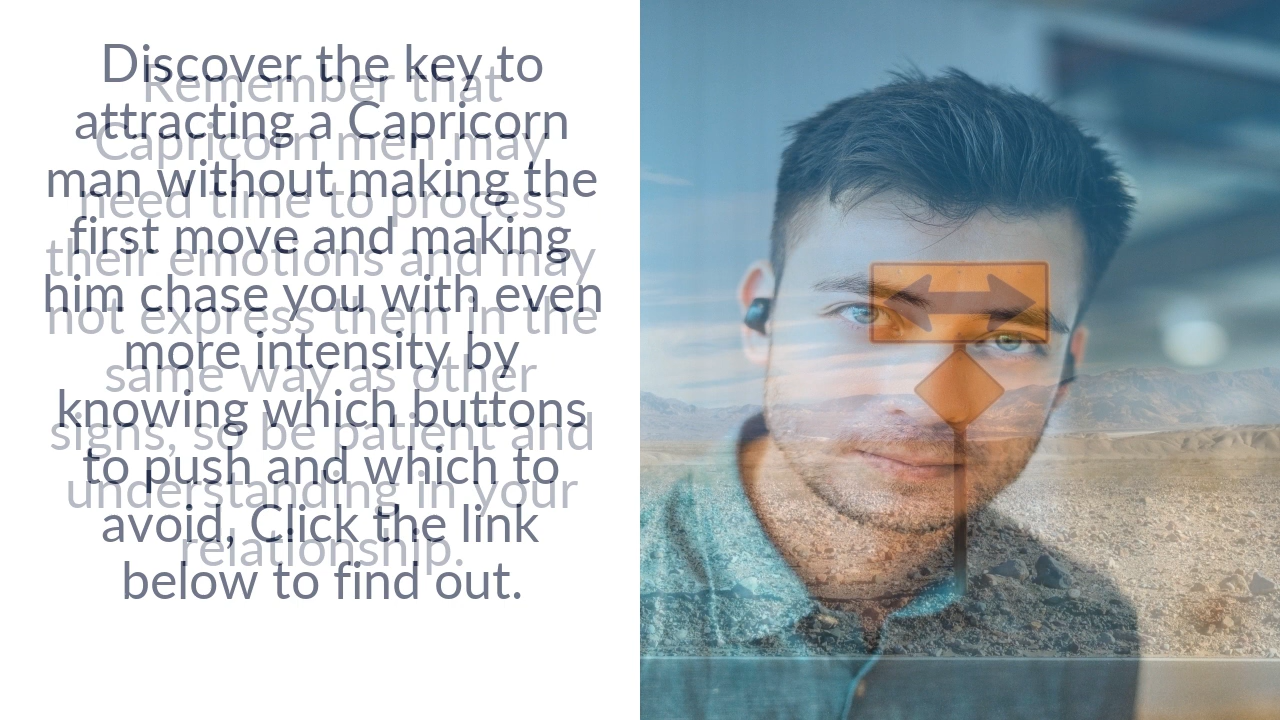 Discover the key to
attracting a Capricorn
man without making the
first move and making
him chase you with even
more intensity by
knowing which buttons
to push and which to
avoid, Click the link
below to find out.
Remember that
Capricorn men may
need time to process
their emotions and may
not express them in the
same way as other
signs, so be patient and
understanding in your
relationship.